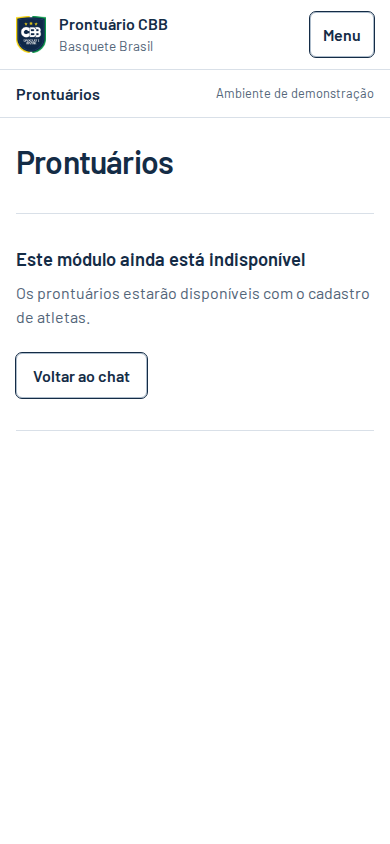 CBB
Prontuário CBB
Basquete Brasil
Menu
Prontuários
Ambiente de demonstração
Prontuários
Este módulo ainda está indisponível
Os prontuários estarão disponíveis com o cadastro
de atletas.
Voltar ao chat